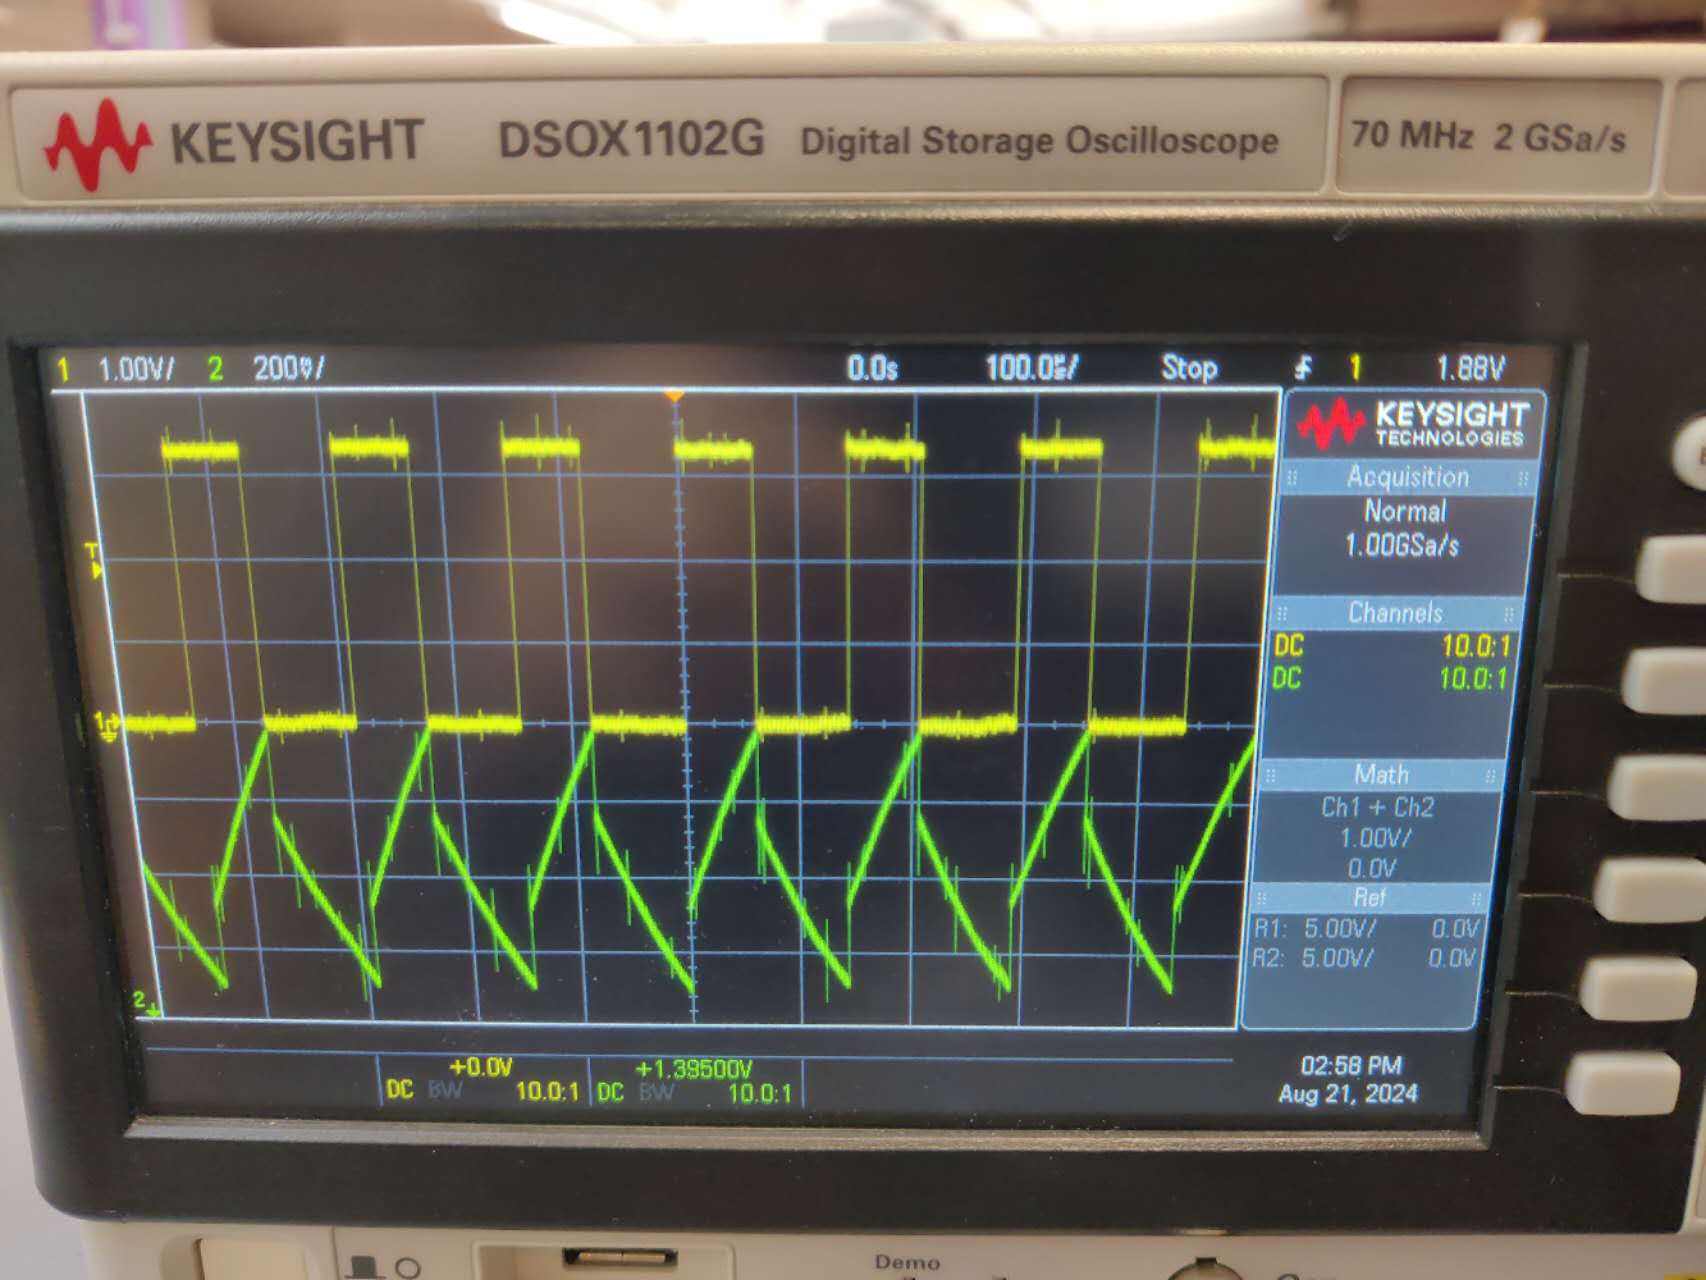 KEYSIGHT DSOX1102G Digital Storage Oscilloscope 70 MHz 2 GSa/s
1 1.00V/ 2 200mV/ 0.0s 100.0us/ Stop 1 1.88V
KEYSIGHT
TECHNOLOGIES
Acquisition
Normal
1.00GSa/s
T
Channels
DC 10.0:1
DC 10.0:1
1
Math
Ch1 + Ch2
1.00V/
0.0V
Ref
R1: 5.00V/ 0.0V
R2: 5.00V/ 0.0V
2
+0.0V +1.39500V
DC BW 10.0:1 DC BW 10.0:1
02:58 PM
Aug 21, 2024
Demo